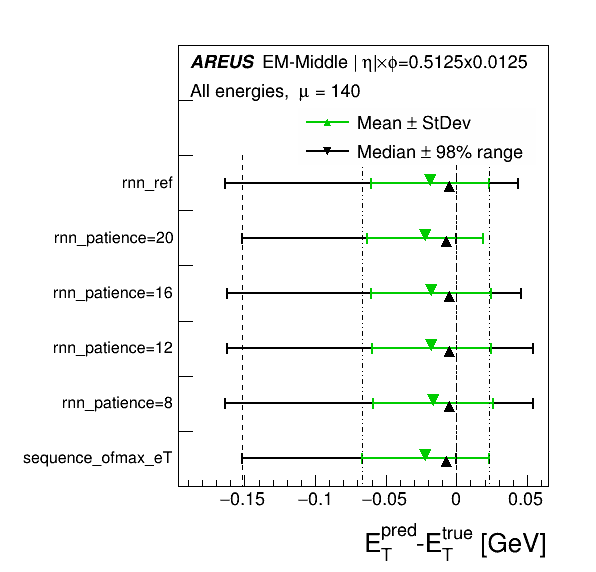 AREUS EM-Middle |η|×ϕ=0.5125x0.0125
All energies, μ = 140
Mean ± StDev
Median ± 98% range
rnn_ref
rnn_patience=20
rnn_patience=16
rnn_patience=12
rnn_patience=8
sequence_ofmax_eT
−0.15 −0.1 −0.05 0 0.05
E_T^pred-E_T^true [GeV]